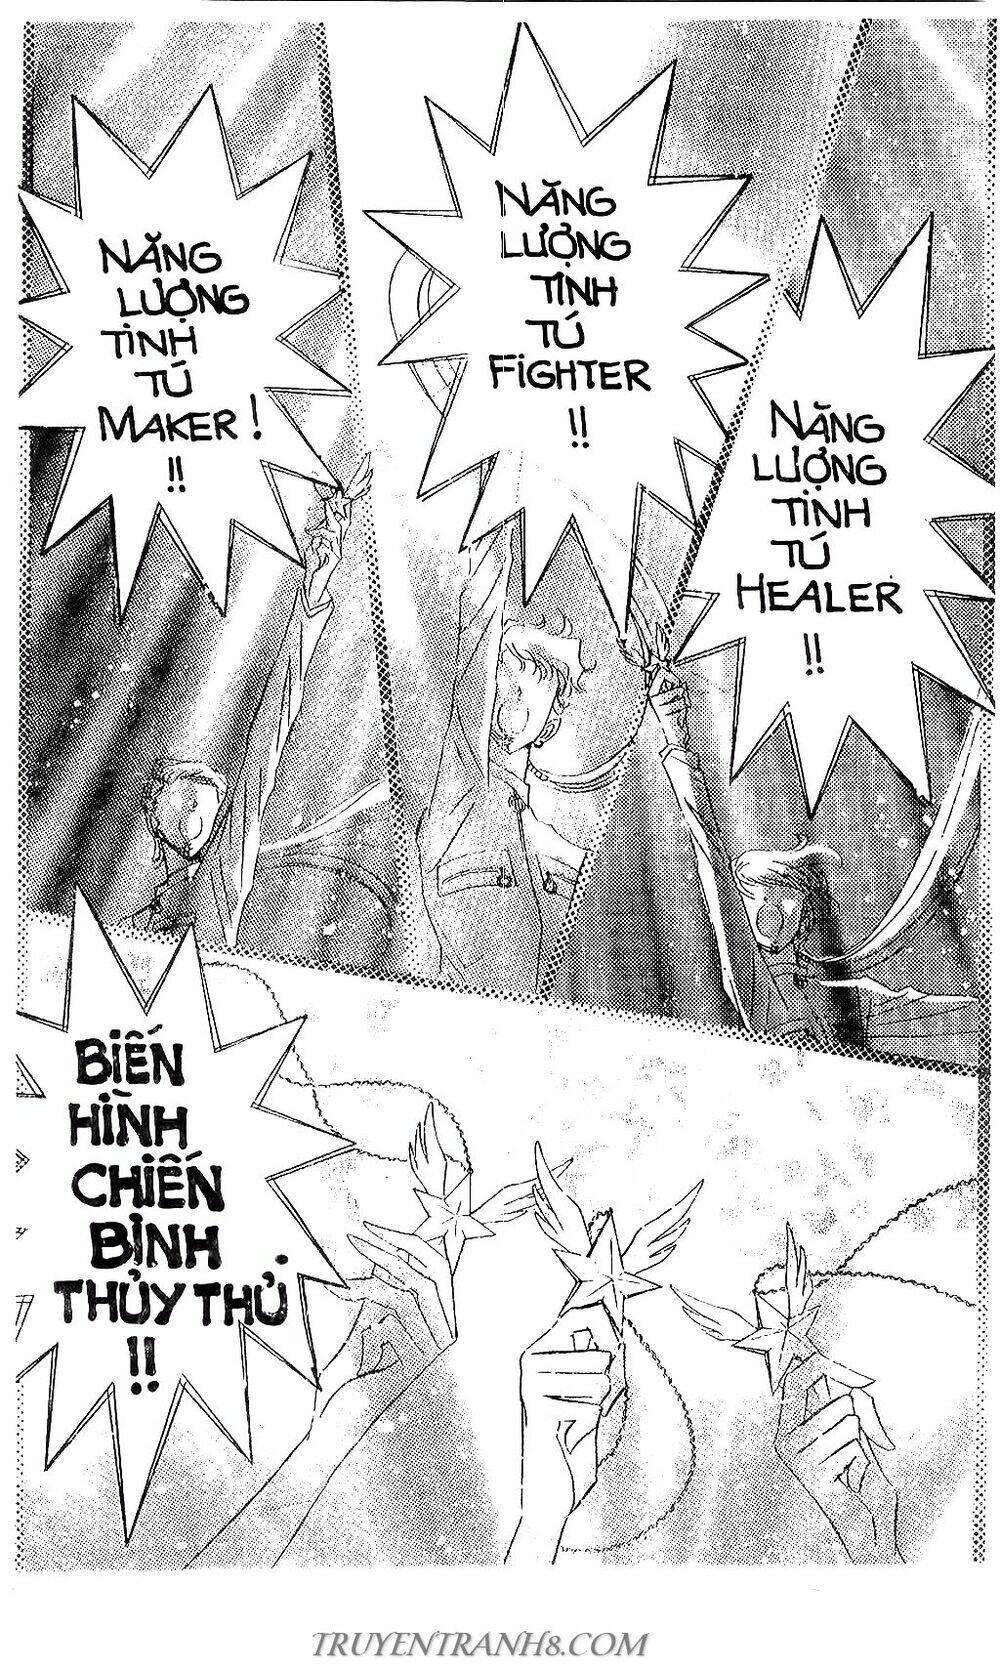 NĂNG
LƯỢNG
TINH
TÚ
MAKER!
!!
NĂNG
LƯỢNG
TINH
TÚ
FIGHTER
!!
NĂNG
LƯỢNG
TINH
TÚ
HEALER
!!
BIẾN
HÌNH
CHIẾN
BINH
THỦY THỦ
!!
TRUYENTRANH8.COM